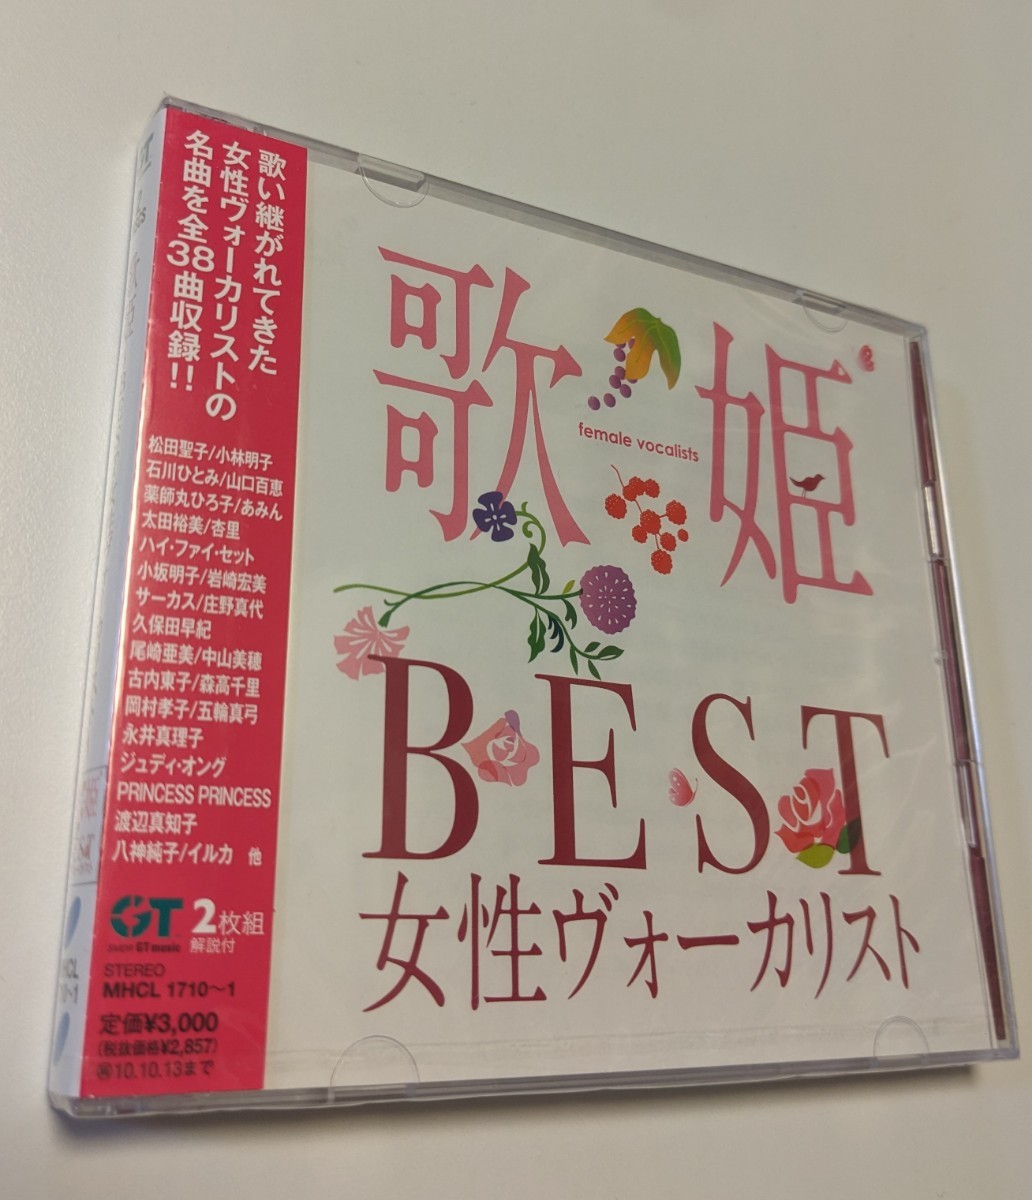 歌い継がれてきた
女性ヴォーカリストの
名曲を全38曲収録!!
松田聖子/小林明子
石川ひとみ/山口百恵
薬師丸ひろ子/あみん
太田裕美/杏里
ハイ・ファイ・セット
小坂明子/岩崎宏美
サーカス/庄野真代
久保田早紀
尾崎亜美/中山美穂
古内東子/森高千里
岡村孝子/五輪真弓
永井真理子
ジュディ・オング
PRINCESS PRINCESS
渡辺真知子
八神純子/イルカ 他
GT
GT music
2枚組
解説付
STEREO
MHCL 1710~1
定価¥3,000
(税抜価格¥2,857)
10.10.13まで
歌姫
female vocalists
BEST
女性ヴォーカリスト